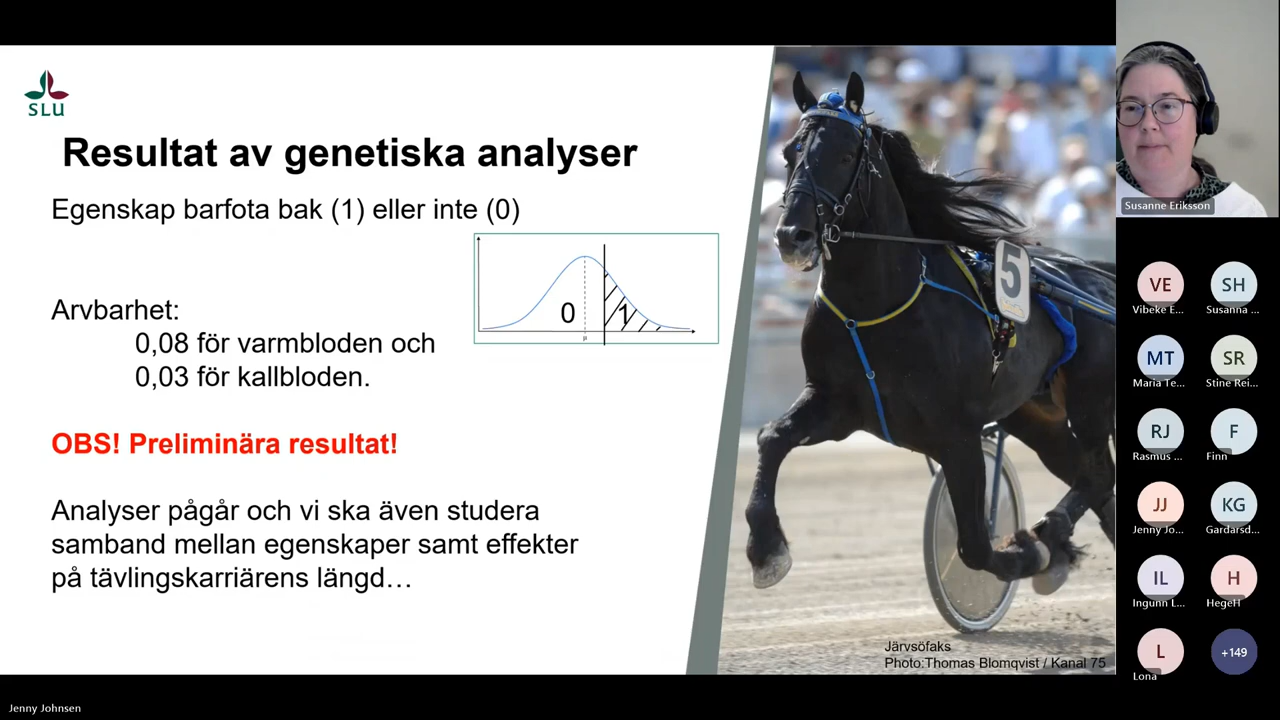 SLU
Resultat av genetiska analyser
Egenskap barfota bak (1) eller inte (0)
0
1
μ
Arvbarhet:
0,08 för varmbloden och
0,03 för kallbloden.
OBS! Preliminära resultat!
Analyser pågår och vi ska även studera
samband mellan egenskaper samt effekter
på tävlingskarriärens längd…
5
Järvsöfaks
Photo:Thomas Blomqvist / Kanal 75
Susanne Eriksson
VE
Vibeke E...
SH
Susanna ...
MT
Maria Te...
SR
Stine Rei...
RJ
Rasmus ...
F
Finn
JJ
Jenny Jo...
KG
Gardarsd...
IL
Ingunn L...
H
HegeH
L
Lona
+149
Jenny Johnsen